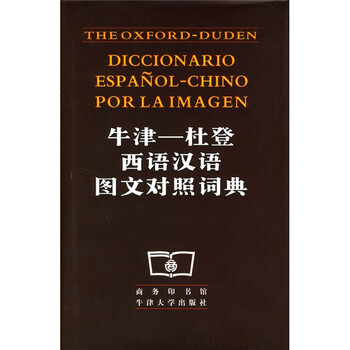 THE OXFORD-DUDEN
DICCIONARIO
ESPAÑOL-CHINO
POR LA IMAGEN
牛津—杜登
西语汉语
图文对照词典
商务印书馆
牛津大学出版社